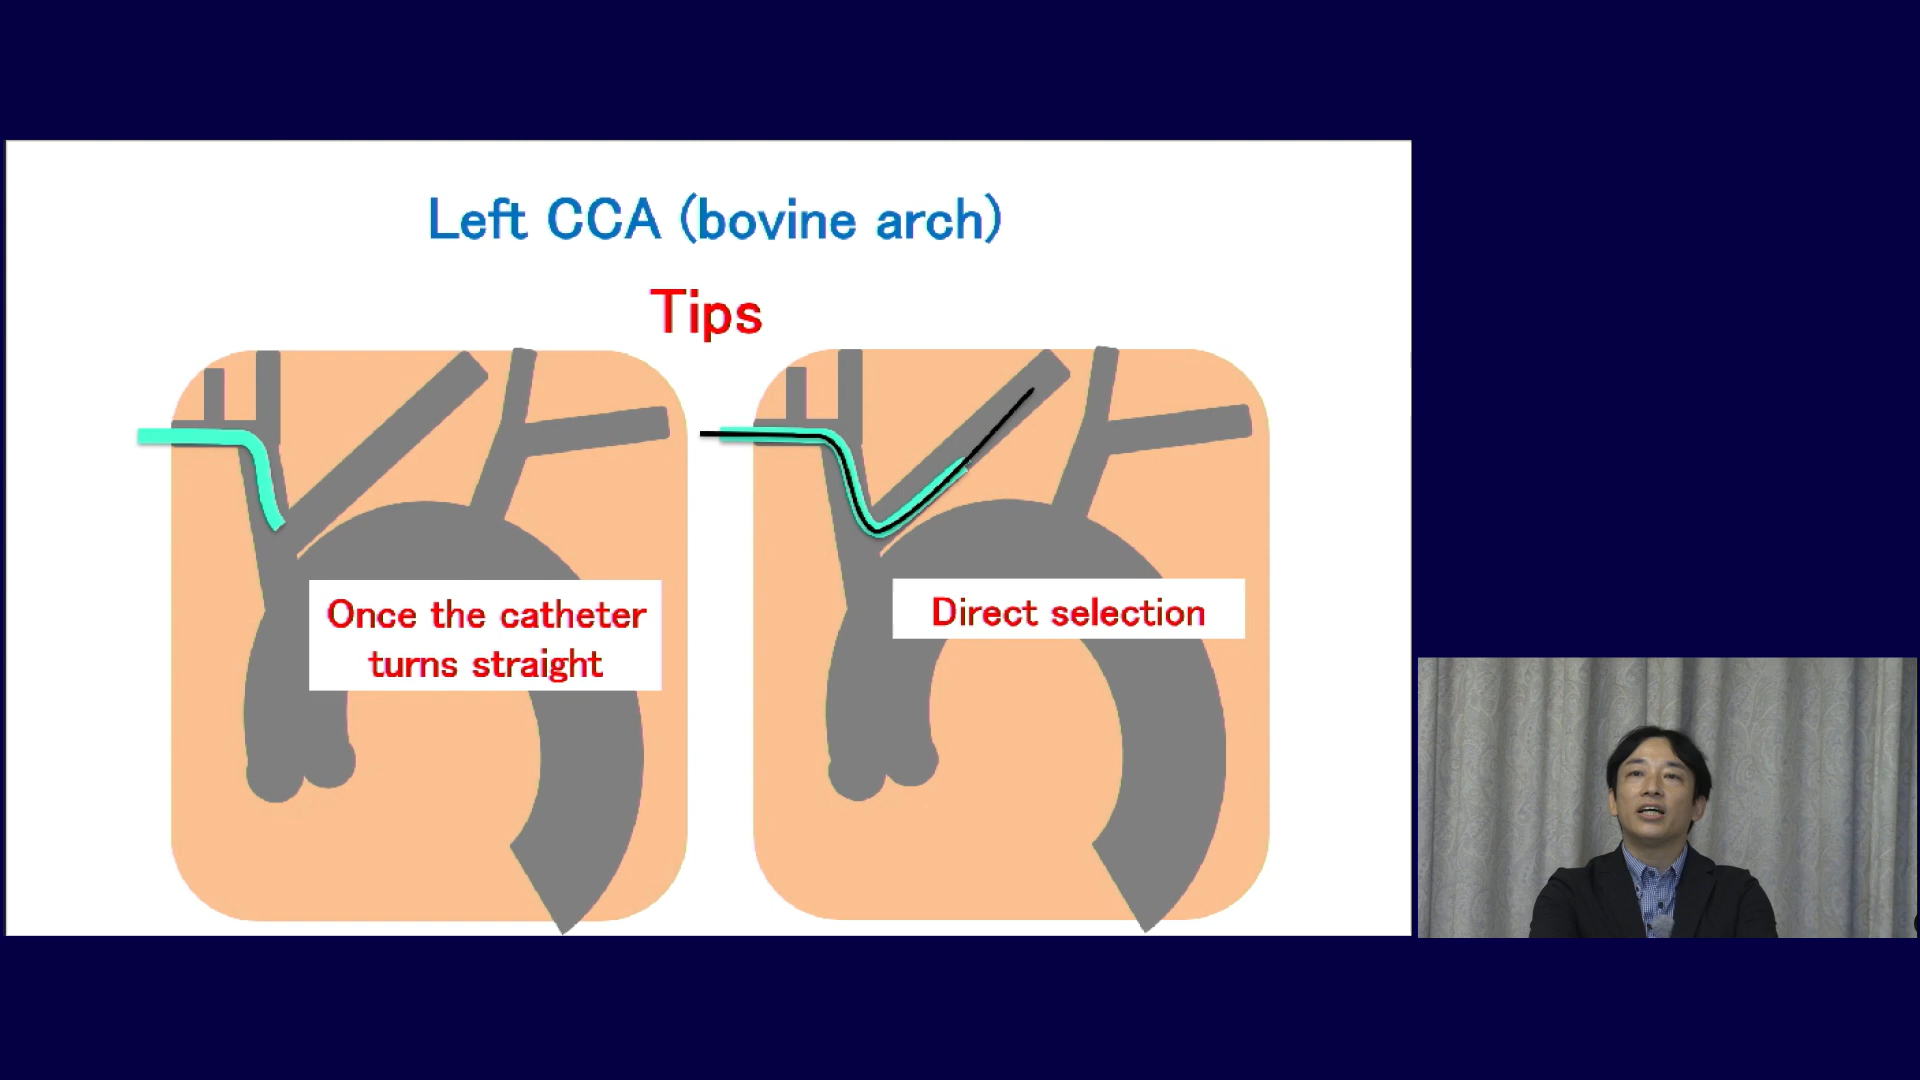 Left CCA (bovine arch)
Tips
Once the catheter
turns straight
Direct selection